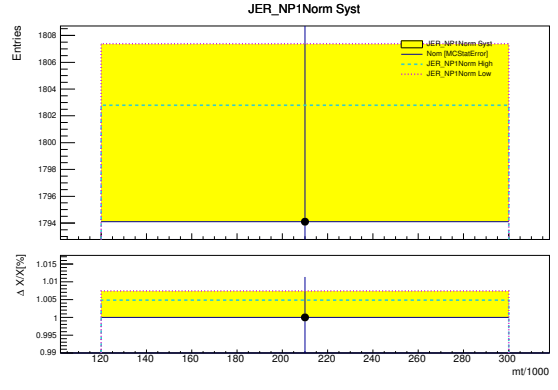 JER_NP1Norm Syst
Entries
1808
1806
1804
1802
1800
1798
1796
1794
JER_NP1Norm Syst
Nom [MCStatError]
JER_NP1Norm High
JER_NP1Norm Low
Δ X/X[%]
1.015
1.01
1.005
1
0.995
0.99
120 140 160 180 200 220 240 260 280 300
mt/1000